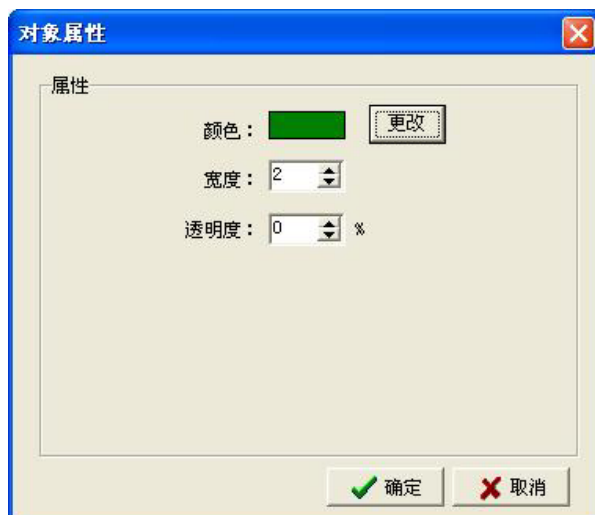 对象属性
属性
颜色： 更改
宽度： 2
透明度： 0 %
确定 取消